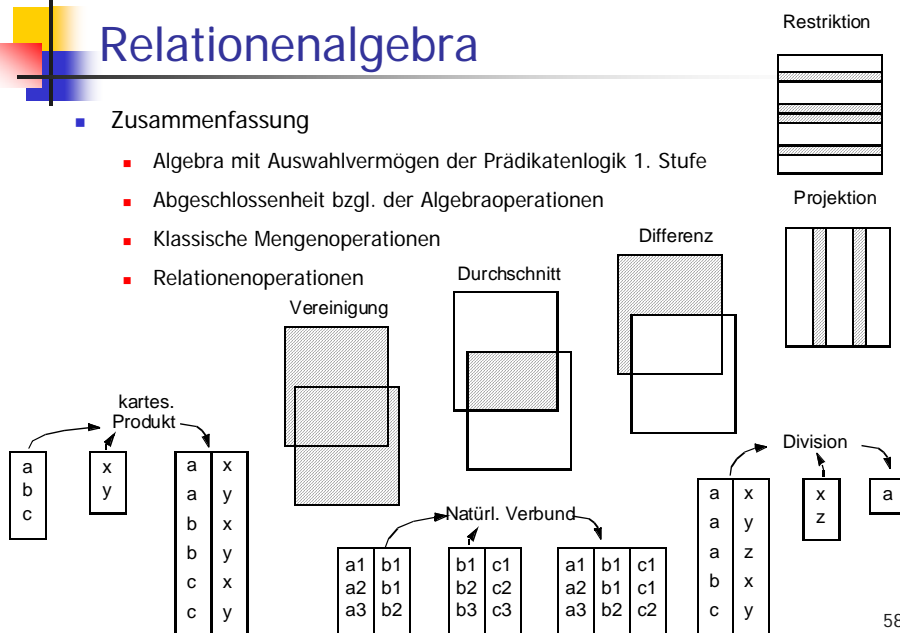 Relationenalgebra
Restriktion
Zusammenfassung
Algebra mit Auswahlvermögen der Prädikatenlogik 1. Stufe
Abgeschlossenheit bzgl. der Algebraoperationen
Klassische Mengenoperationen
Relationenoperationen
Projektion
Differenz
Durchschnitt
Vereinigung
kartes.
Produkt
a
b
c
x
y
a x
a y
b x
b y
c x
c y
Natürl. Verbund
a1 b1
a2 b1
a3 b2
b1 c1
b2 c2
b3 c3
a1 b1 c1
a2 b1 c1
a3 b2 c2
Division
a x
a y
a z
b x
c y
x
z
a
58